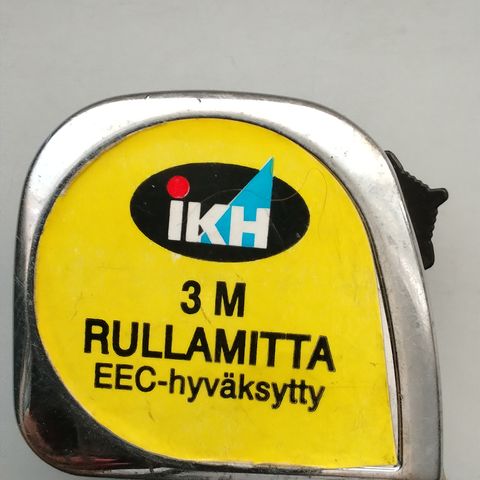 iKH
3 M
RULLAMITTA
EEC-hyväksytty